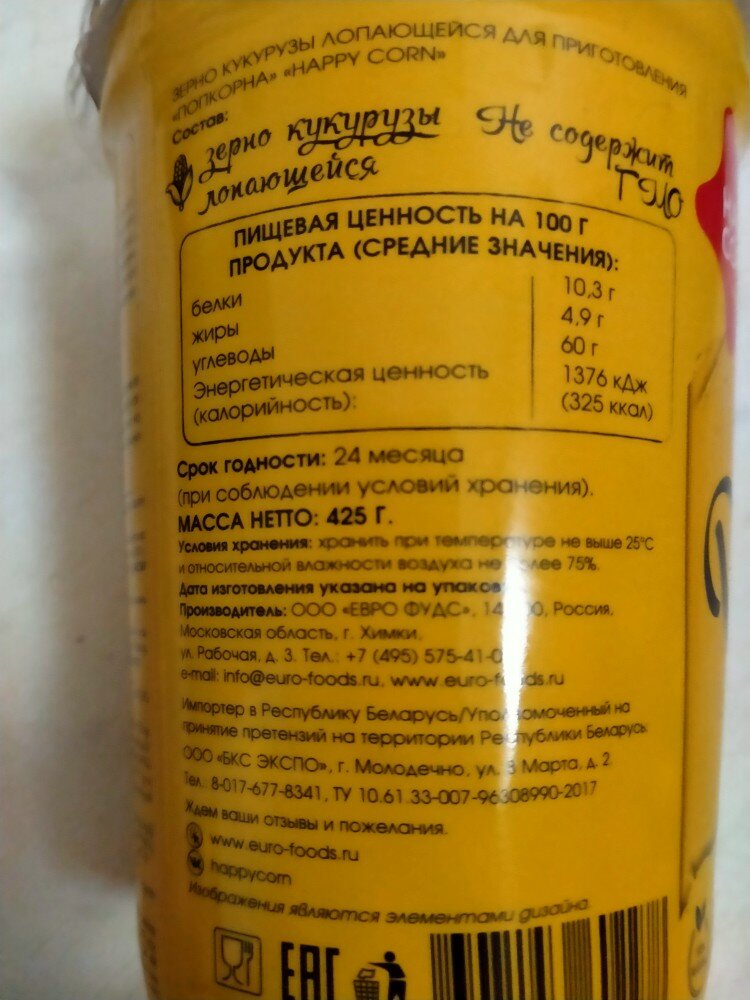 ЗЕРНО КУКУРУЗЫ ЛОПАЮЩЕЙСЯ ДЛЯ ПРИГОТОВЛЕНИЯ
«ПОПКОРНА» «HAPPY CORN»
Состав:
зерно кукурузы
лопающейся
Не содержит
ГМО
ПИЩЕВАЯ ЦЕННОСТЬ НА 100 Г
ПРОДУКТА (СРЕДНИЕ ЗНАЧЕНИЯ):
белки 10,3 г
жиры 4,9 г
углеводы 60 г
Энергетическая ценность 1376 кДж
(калорийность): (325 ккал)
Срок годности: 24 месяца
(при соблюдении условий хранения).
МАССА НЕТТО: 425 Г.
Условия хранения: хранить при температуре не выше 25°С
и относительной влажности воздуха не более 75%.
Дата изготовления указана на
Производитель: ООО «ЕВРО ФУДС», Россия,
Московская область, г. Химки,
ул. Рабочая, д. 3. Тел.: +7 (495)
e-mail: info@euro-foods.ru, www.euro-foods.ru
Импортер в Республику Беларусь/Уполномоченный на
принятие претензий на территории Республики Беларусь:
ООО «БКС ЭКСПО», г. Молодечно, ул. 8 Марта, д. 2.
Тел.: 8-017-677-8341, ТУ 10.61.33-007-96308990-2017
Ждем ваши отзывы и пожелания.
www.euro-foods.ru
happycorn
Изображения являются элементами дизайна.
ЕАС